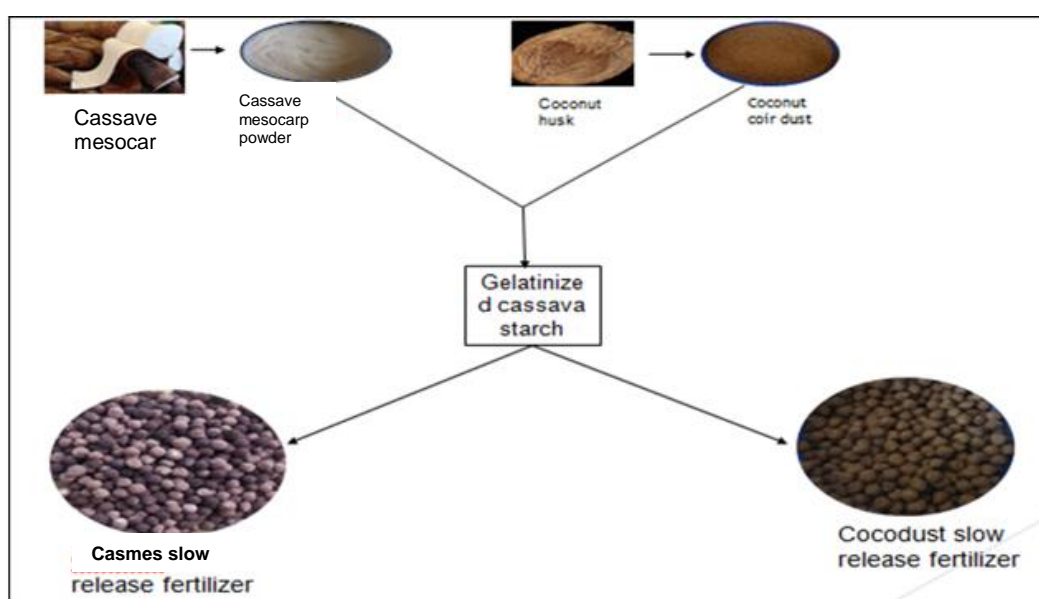 Cassave
mesocar
Cassave
mesocarp
powder
Coconut
husk
Coconut
coir dust
Gelatinize
d cassava
starch
Casmes slow
release fertilizer
Cocodust slow
release fertilizer